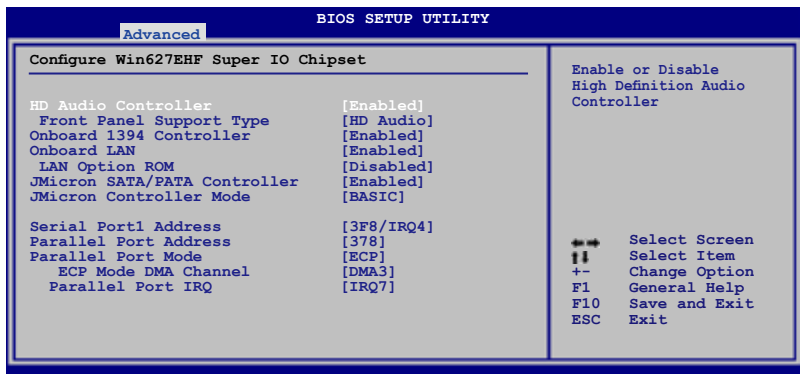 BIOS SETUP UTILITY
Advanced
Configure Win627EHF Super IO Chipset
HD Audio Controller [Enabled]
Front Panel Support Type [HD Audio]
Onboard 1394 Controller [Enabled]
Onboard LAN [Enabled]
LAN Option ROM [Disabled]
JMicron SATA/PATA Controller [Enabled]
JMicron Controller Mode [BASIC]
Serial Port1 Address [3F8/IRQ4]
Parallel Port Address [378]
Parallel Port Mode [ECP]
ECP Mode DMA Channel [DMA3]
Parallel Port IRQ [IRQ7]
Enable or Disable
High Definition Audio
Controller
←→ Select Screen
↑↓ Select Item
+- Change Option
F1 General Help
F10 Save and Exit
ESC Exit